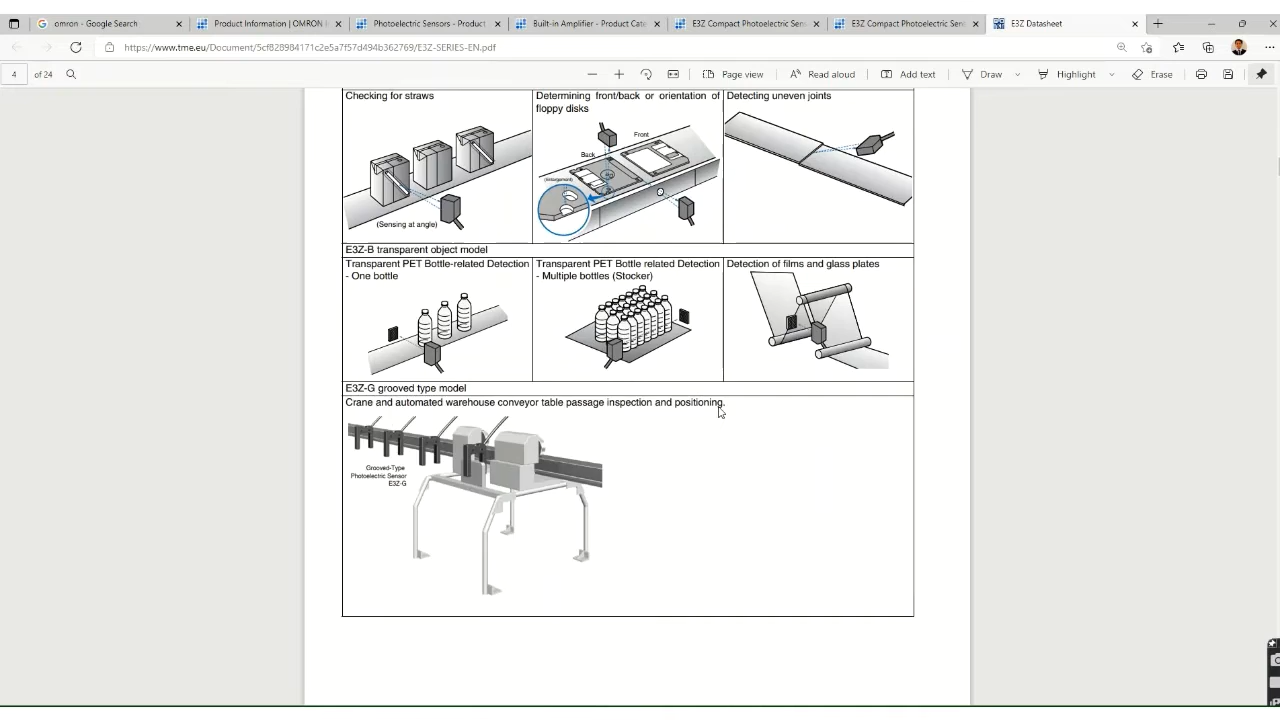 omron - Google Search
Product Information | OMRON In
Photoelectric Sensors - Product
Built-in Amplifier - Product Cate
E3Z Compact Photoelectric Sens
E3Z Compact Photoelectric Sens
E3Z Datasheet
https://www.tme.eu/Document/5cf828984171c2e5a7f57d494b362769/E3Z-SERIES-EN.pdf
4 of 24
Page view
Read aloud
Add text
Draw
Highlight
Erase
Checking for straws
(Sensing at angle)
Determining front/back or orientation of
floppy disks
Front
Back
(Enlargement)
Detecting uneven joints
E3Z-B transparent object model
Transparent PET Bottle-related Detection
- One bottle
Transparent PET Bottle related Detection
- Multiple bottles (Stocker)
Detection of films and glass plates
E3Z-G grooved type model
Crane and automated warehouse conveyor table passage inspection and positioning.
Grooved-Type
Photoelectric Sensor
E3Z-G